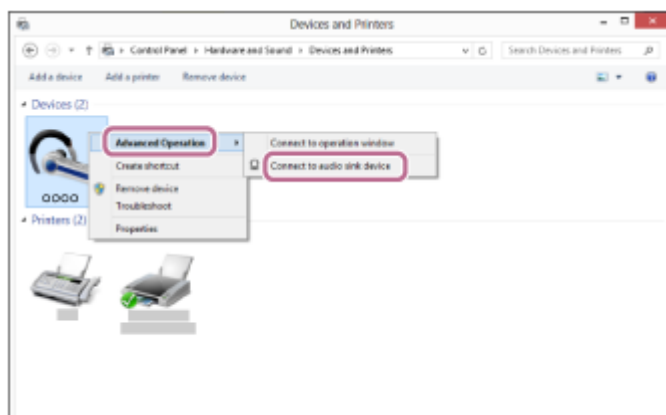 Devices and Printers
Control Panel › Hardware and Sound › Devices and Printers
Search Devices and Printers
Add a device Add a printer Remove device
Devices (2)
Advanced Operation
Connect to operation window
Create shortcut
Connect to audio sink device
Remove device
Troubleshoot
OOOO
Printers (2)
Properties